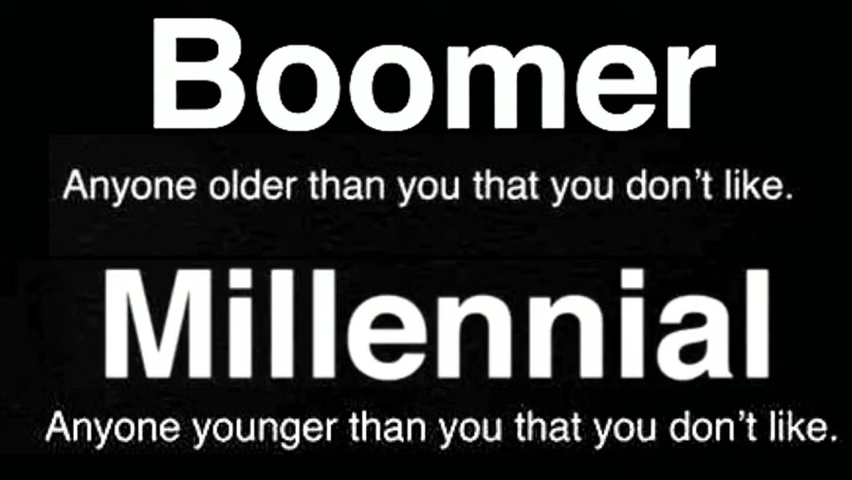 Boomer
Anyone older than you that you don't like.
Millennial
Anyone younger than you that you don't like.